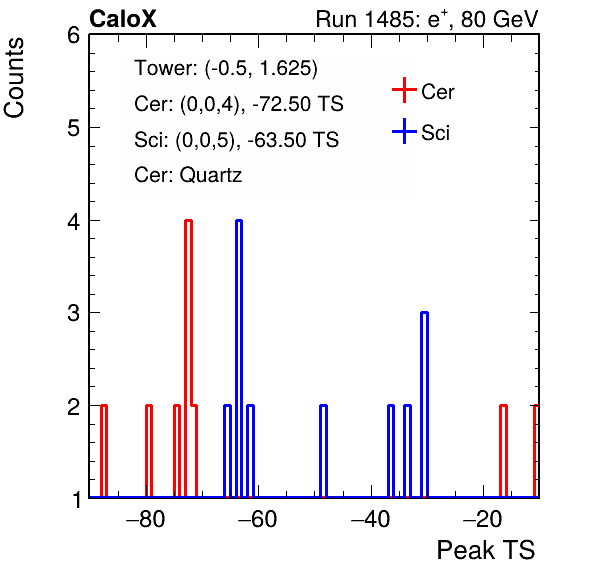 CaloX Run 1485: e⁺, 80 GeV
Counts
6
Tower: (-0.5, 1.625)
Cer: (0,0,4), -72.50 TS
Sci: (0,0,5), -63.50 TS
Cer: Quartz
Cer
Sci
5
4
3
2
1
−80 −60 −40 −20
Peak TS